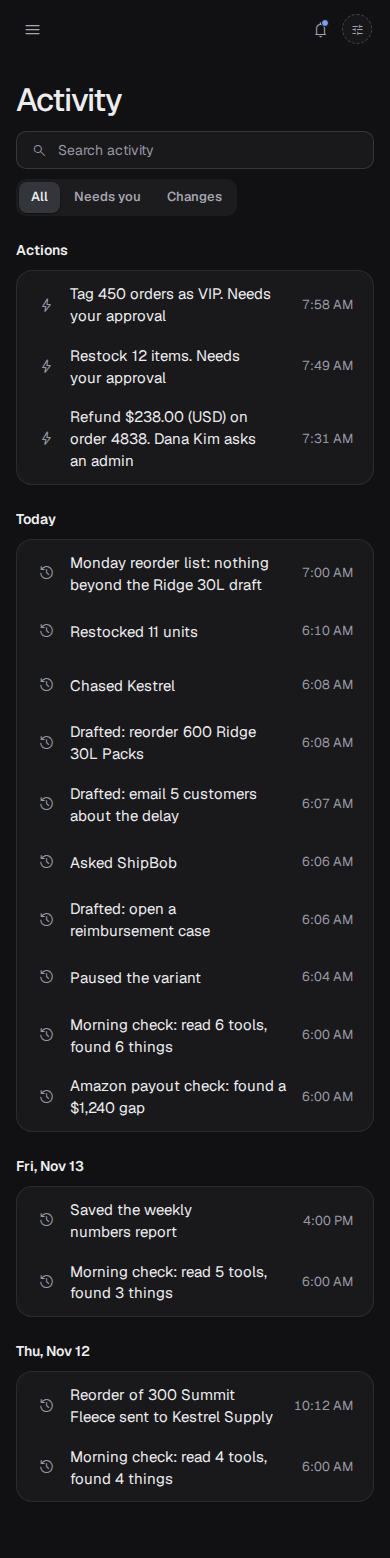 Activity
Search activity
All Needs you Changes
Actions
Tag 450 orders as VIP. Needs
your approval
7:58 AM
Restock 12 items. Needs
your approval
7:49 AM
Refund $238.00 (USD) on
order 4838. Dana Kim asks
an admin
7:31 AM
Today
Monday reorder list: nothing
beyond the Ridge 30L draft
7:00 AM
Restocked 11 units
6:10 AM
Chased Kestrel
6:08 AM
Drafted: reorder 600 Ridge
30L Packs
6:08 AM
Drafted: email 5 customers
about the delay
6:07 AM
Asked ShipBob
6:06 AM
Drafted: open a
reimbursement case
6:06 AM
Paused the variant
6:04 AM
Morning check: read 6 tools,
found 6 things
6:00 AM
Amazon payout check: found a
$1,240 gap
6:00 AM
Fri, Nov 13
Saved the weekly
numbers report
4:00 PM
Morning check: read 5 tools,
found 3 things
6:00 AM
Thu, Nov 12
Reorder of 300 Summit
Fleece sent to Kestrel Supply
10:12 AM
Morning check: read 4 tools,
found 4 things
6:00 AM